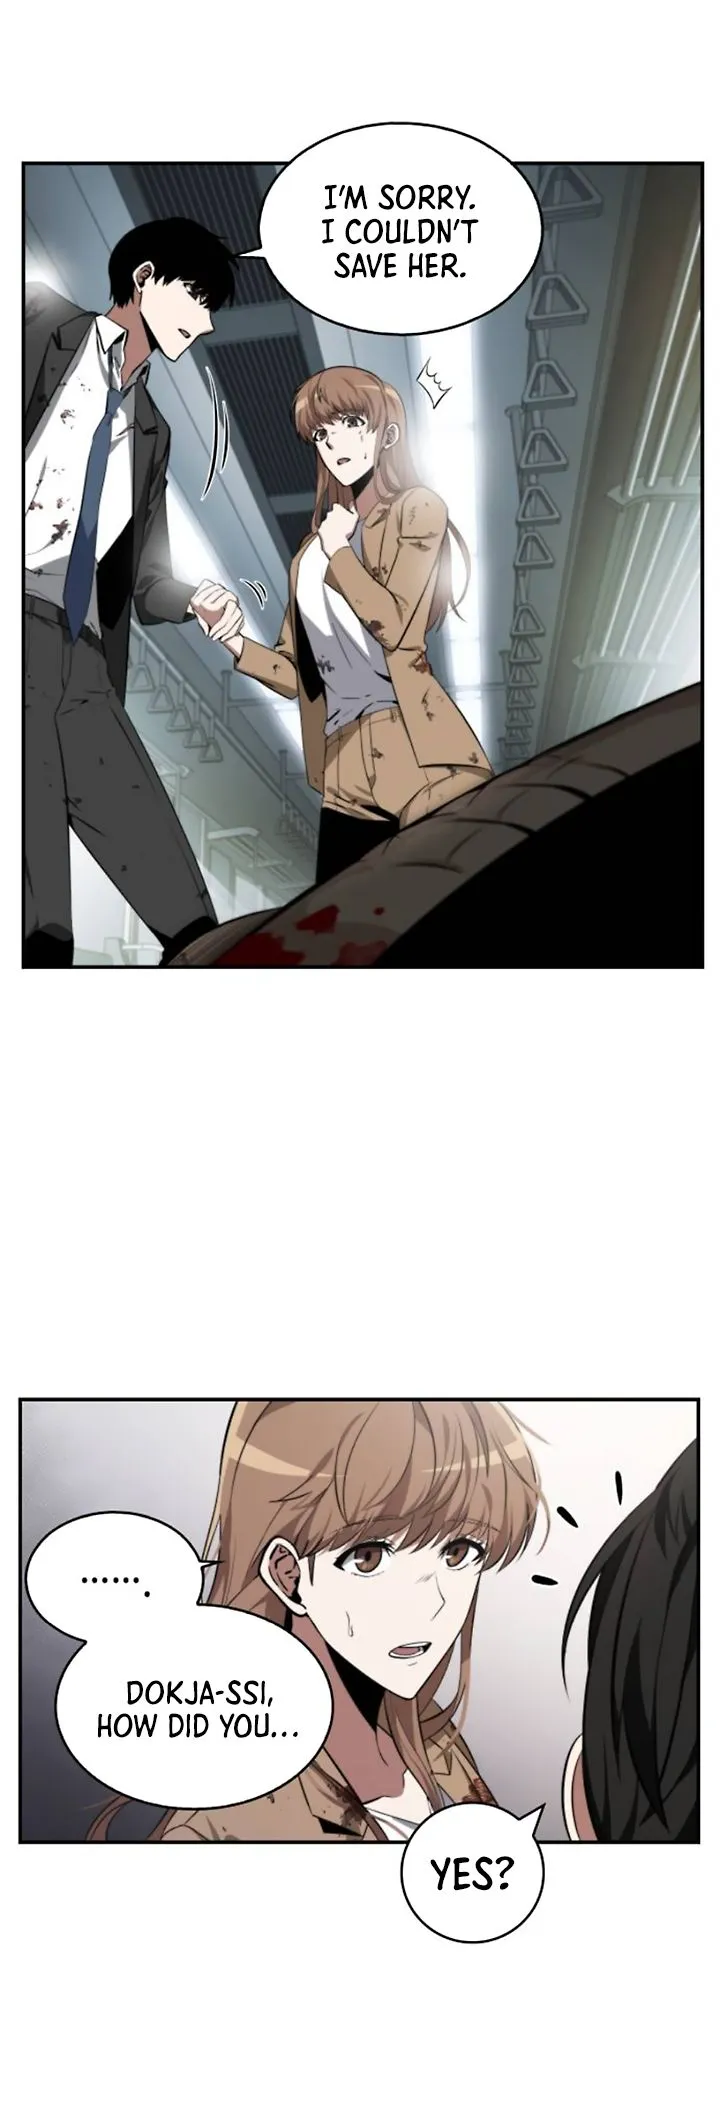 I'M SORRY.
I COULDN'T
SAVE HER.
.......
DOKJA-SSI,
HOW DID YOU...
YES?